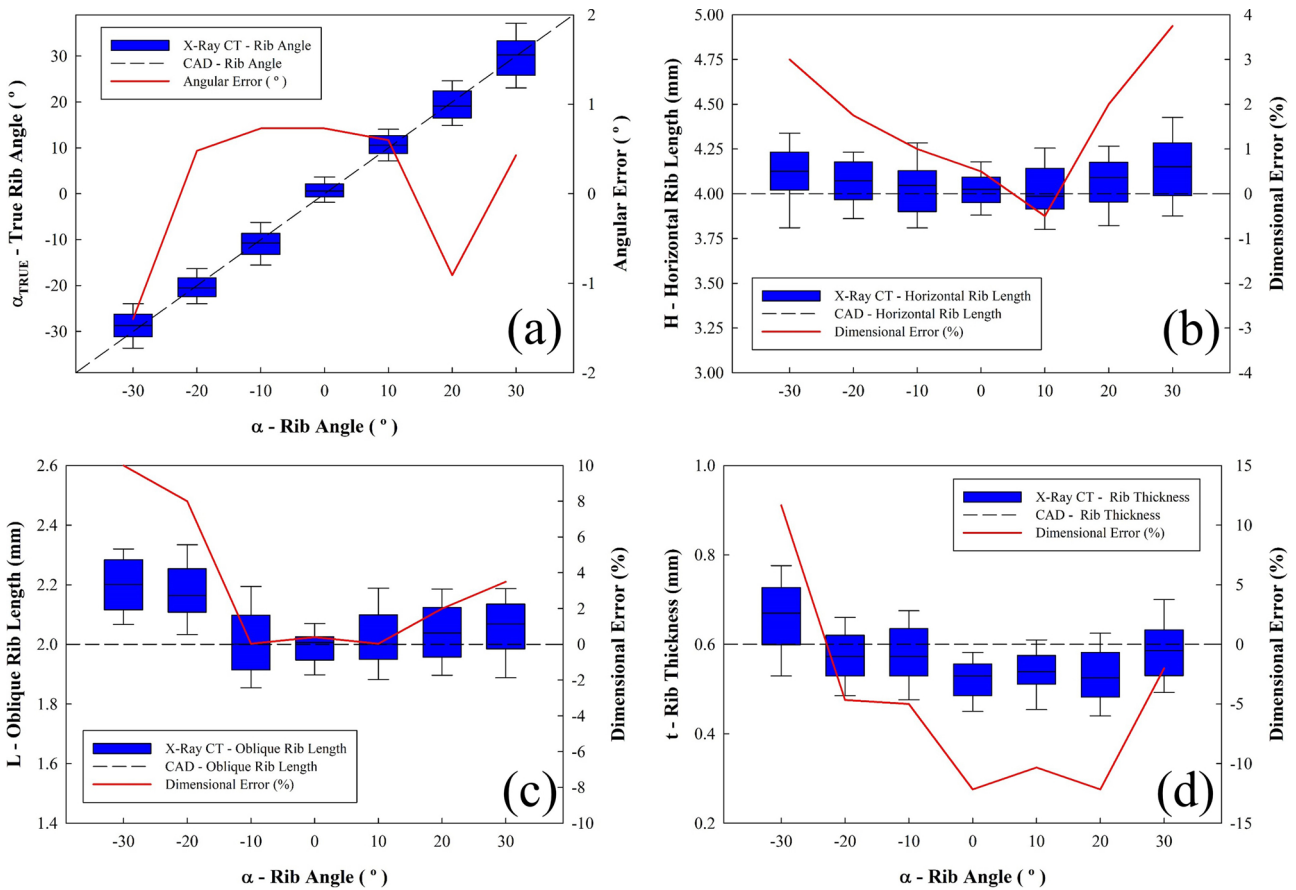 X-Ray CT - Rib Angle
CAD - Rib Angle
Angular Error ( º )
30
20
10
0
-10
-20
-30
2
1
0
-1
-2
-30 -20 -10 0 10 20 30
αTRUE - True Rib Angle ( º )
Angular Error ( º )
α - Rib Angle ( º )
(a)
5.00
4.75
4.50
4.25
4.00
3.75
3.50
3.25
3.00
4
3
2
1
0
-1
-2
-3
-4
X-Ray CT - Horizontal Rib Length
CAD - Horizontal Rib Length
Dimensional Error (%)
-30 -20 -10 0 10 20 30
H - Horizontal Rib Length (mm)
Dimensional Error (%)
α - Rib Angle ( º )
(b)
2.6
2.4
2.2
2.0
1.8
1.6
1.4
10
8
6
4
2
0
-2
-4
-6
-8
-10
X-Ray CT - Oblique Rib Length
CAD - Oblique Rib Length
Dimensional Error (%)
-30 -20 -10 0 10 20 30
L - Oblique Rib Length (mm)
Dimensional Error (%)
α - Rib Angle ( º )
(c)
X-Ray CT - Rib Thickness
CAD - Rib Thickness
Dimensional Error (%)
1.0
0.8
0.6
0.4
0.2
15
10
5
0
-5
-10
-15
-30 -20 -10 0 10 20 30
t - Rib Thickness (mm)
Dimensional Error (%)
α - Rib Angle ( º )
(d)